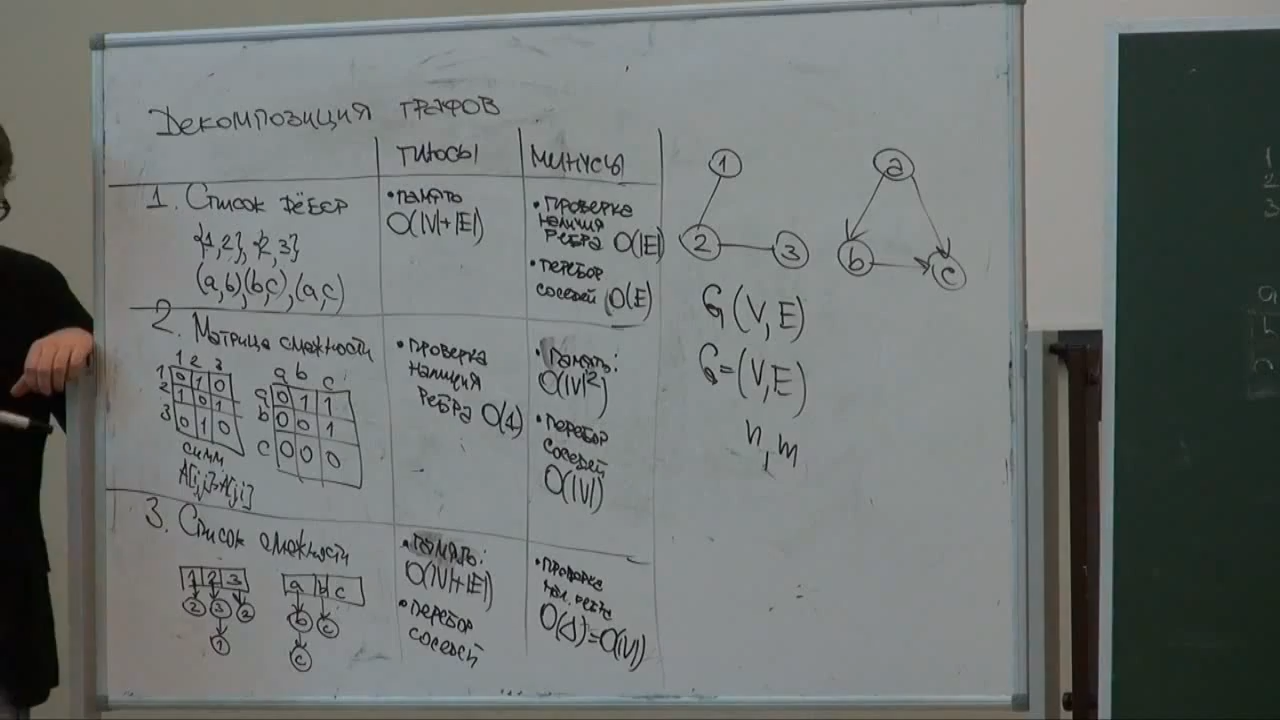 Декомпозиция графов
плюсы
минусы
1. Список рёбер
{1,2}, {2,3}
(a,b)(b,c),(a,c)
• память
O(|V|+|E|)
• проверка
наличия
ребра O(|E|)
• перебор
соседей O(E)
2. Матрица смежности
1 2 3
1 0 1 0
2 1 0 1
3 0 1 0
симм
A[i,j]=A[j,i]
a b c
a 0 1 1
b 0 0 1
c 0 0 0
• проверка
наличия
ребра O(1)
• память:
O(|V|²)
• перебор
соседей
O(|V|)
3. Список смежности
1 2 3
2 3 2
1
a b c
b c
c
• память:
O(|V|+|E|)
• перебор
соседей
• проверка
нал. ребра
O(Δ)=O(|V|)
1
2 3
a
b c
G(V,E)
G=(V,E)
n, m
1
2
3